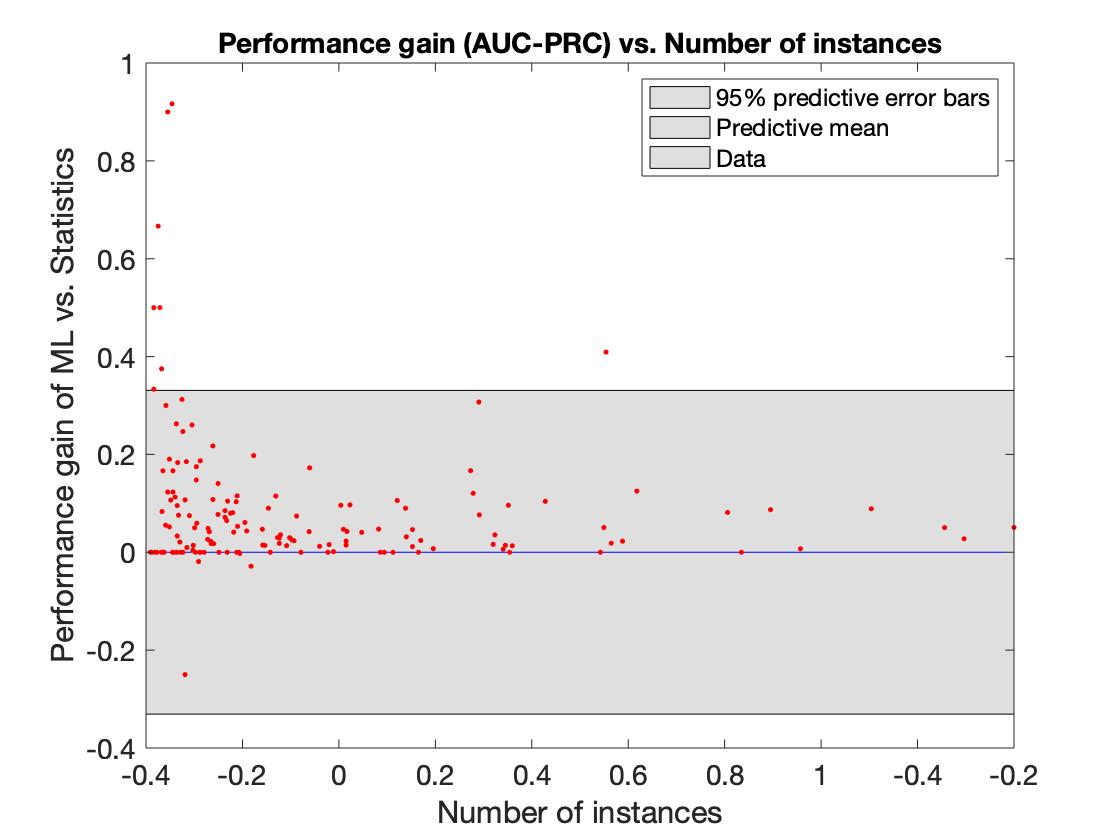 Performance gain (AUC-PRC) vs. Number of instances
1
0.8
0.6
0.4
0.2
0
-0.2
-0.4
Performance gain of ML vs. Statistics
95% predictive error bars
Predictive mean
Data
-0.4 -0.2 0 0.2 0.4 0.6 0.8 1 -0.4 -0.2
Number of instances